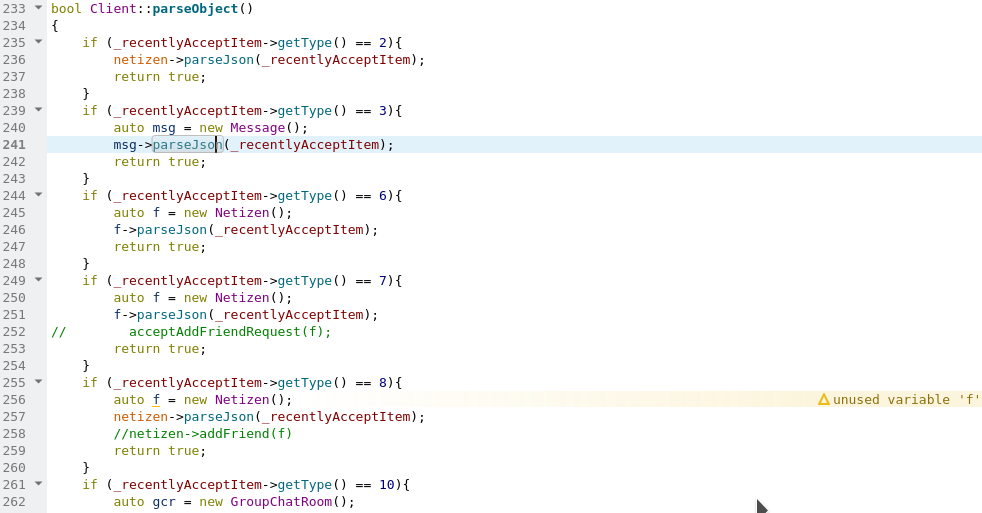 233 bool Client::parseObject()
234 {
235     if (_recentlyAcceptItem->getType() == 2){
236         netizen->parseJson(_recentlyAcceptItem);
237         return true;
238     }
239     if (_recentlyAcceptItem->getType() == 3){
240         auto msg = new Message();
241         msg->parseJson(_recentlyAcceptItem);
242         return true;
243     }
244     if (_recentlyAcceptItem->getType() == 6){
245         auto f = new Netizen();
246         f->parseJson(_recentlyAcceptItem);
247         return true;
248     }
249     if (_recentlyAcceptItem->getType() == 7){
250         auto f = new Netizen();
251         f->parseJson(_recentlyAcceptItem);
252 //        acceptAddFriendRequest(f);
253         return true;
254     }
255     if (_recentlyAcceptItem->getType() == 8){
256         auto f = new Netizen(); unused variable 'f'
257         netizen->parseJson(_recentlyAcceptItem);
258         //netizen->addFriend(f)
259         return true;
260     }
261     if (_recentlyAcceptItem->getType() == 10){
262         auto gcr = new GroupChatRoom();